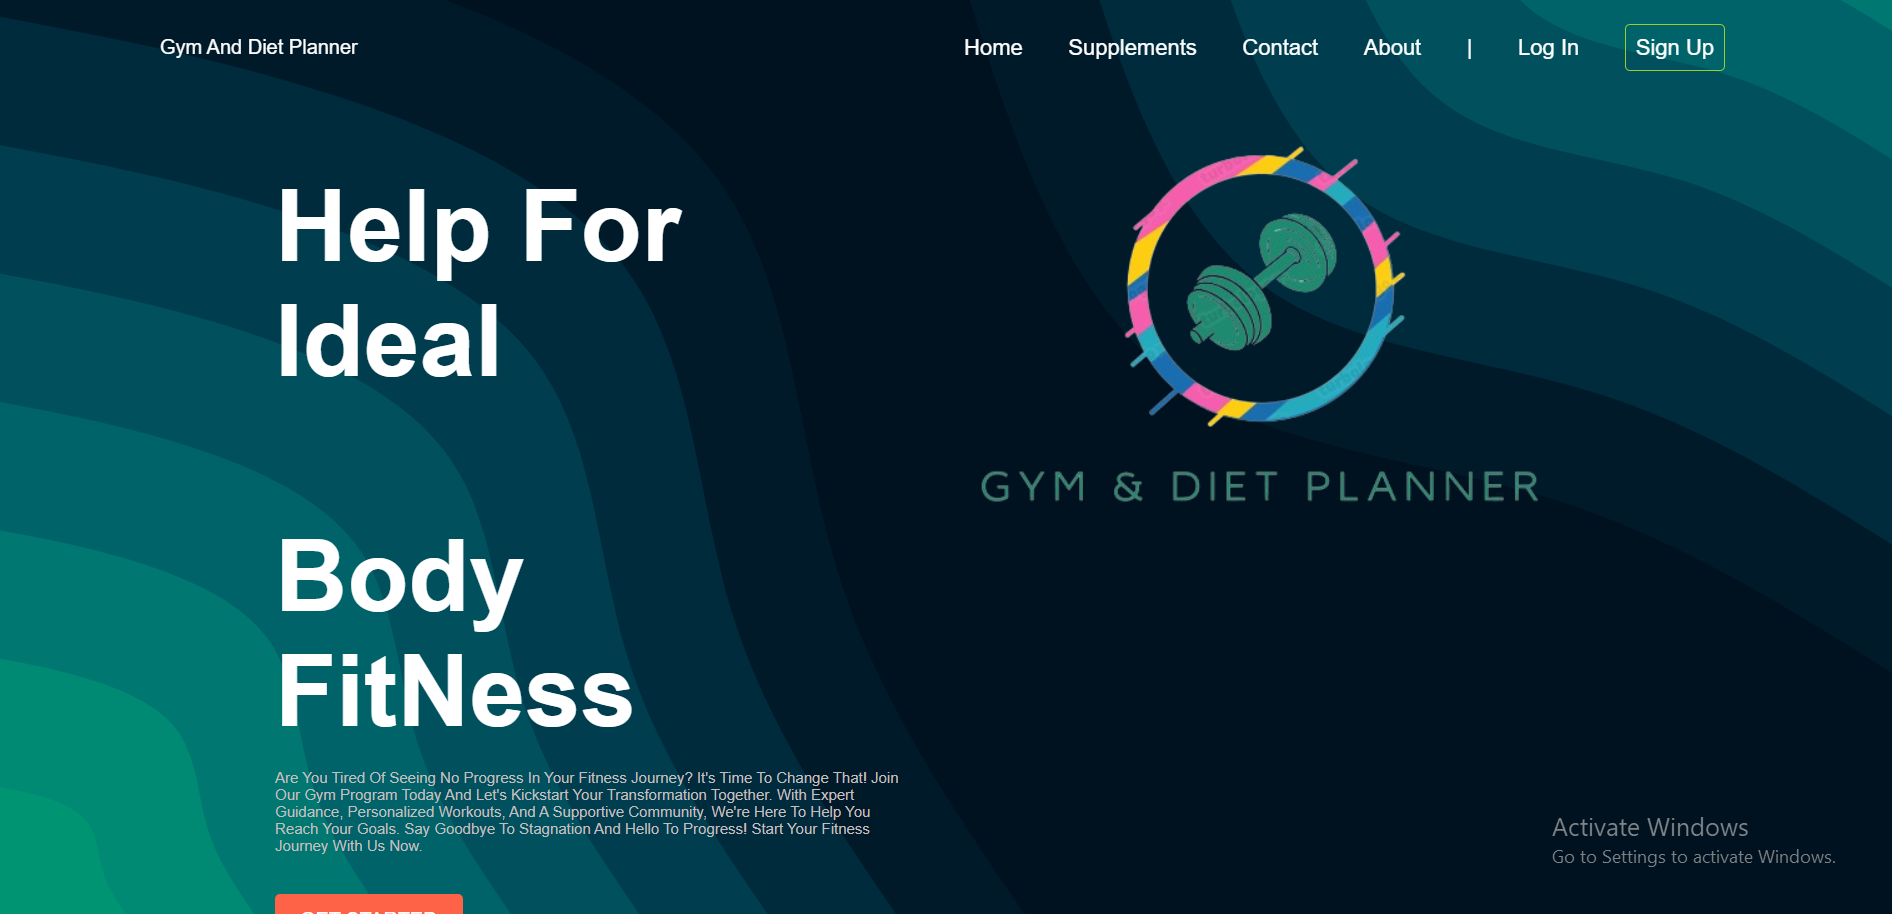 Gym And Diet Planner
Home Supplements Contact About | Log In Sign Up
Help For
Ideal
GYM & DIET PLANNER
Body
FitNess
Are You Tired Of Seeing No Progress In Your Fitness Journey? It's Time To Change That! Join
Our Gym Program Today And Let's Kickstart Your Transformation Together. With Expert
Guidance, Personalized Workouts, And A Supportive Community, We're Here To Help You
Reach Your Goals. Say Goodbye To Stagnation And Hello To Progress! Start Your Fitness
Journey With Us Now.
Activate Windows
Go to Settings to activate Windows.
GET STARTED